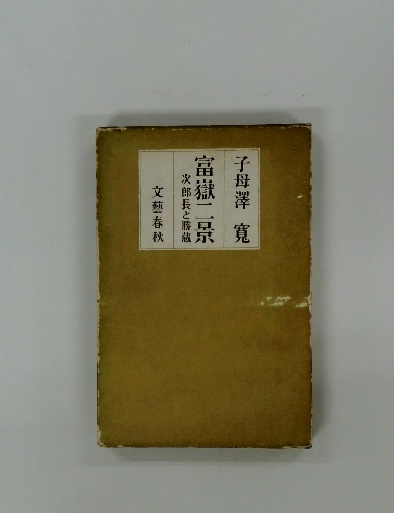 子母澤寛
富嶽二景
次郎長と勝蔵
文藝春秋